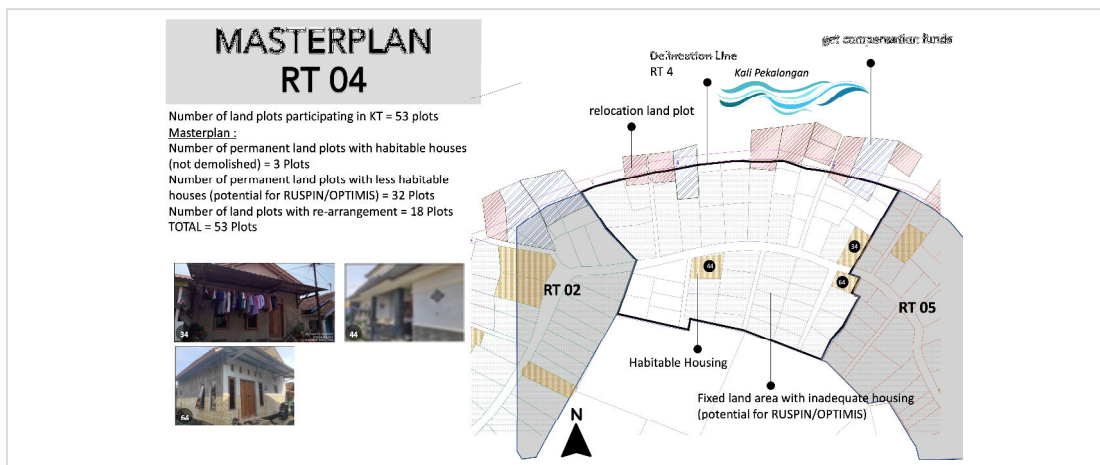 MASTERPLAN
RT 04
Number of land plots participating in KT = 53 plots
Masterplan :
Number of permanent land plots with habitable houses
(not demolished) = 3 Plots
Number of permanent land plots with less habitable
houses (potential for RUSPIN/OPTIMIS) = 32 Plots
Number of land plots with re-arrangement = 18 Plots
TOTAL = 53 Plots
34
44
64
get compensation funds
Delineation Line
RT 4
Kali Pekalongan
relocation land plot
34
44
64
RT 02
RT 05
Habitable Housing
Fixed land area with inadequate housing
(potential for RUSPIN/OPTIMIS)
N